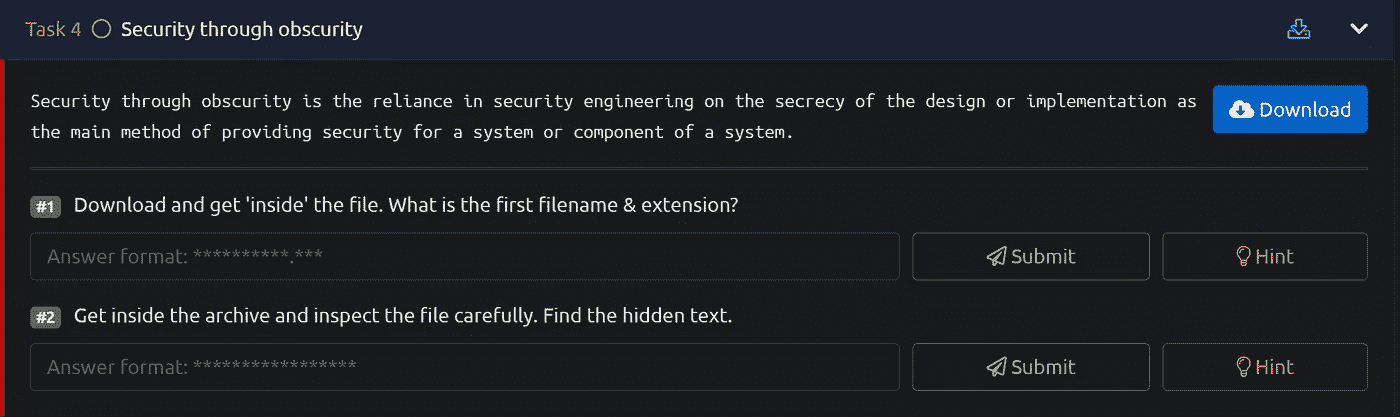 Task 4 Security through obscurity
Security through obscurity is the reliance in security engineering on the secrecy of the design or implementation as
the main method of providing security for a system or component of a system.
Download
#1 Download and get 'inside' the file. What is the first filename & extension?
Answer format: **********.***
Submit
Hint
#2 Get inside the archive and inspect the file carefully. Find the hidden text.
Answer format: *****************
Submit
Hint